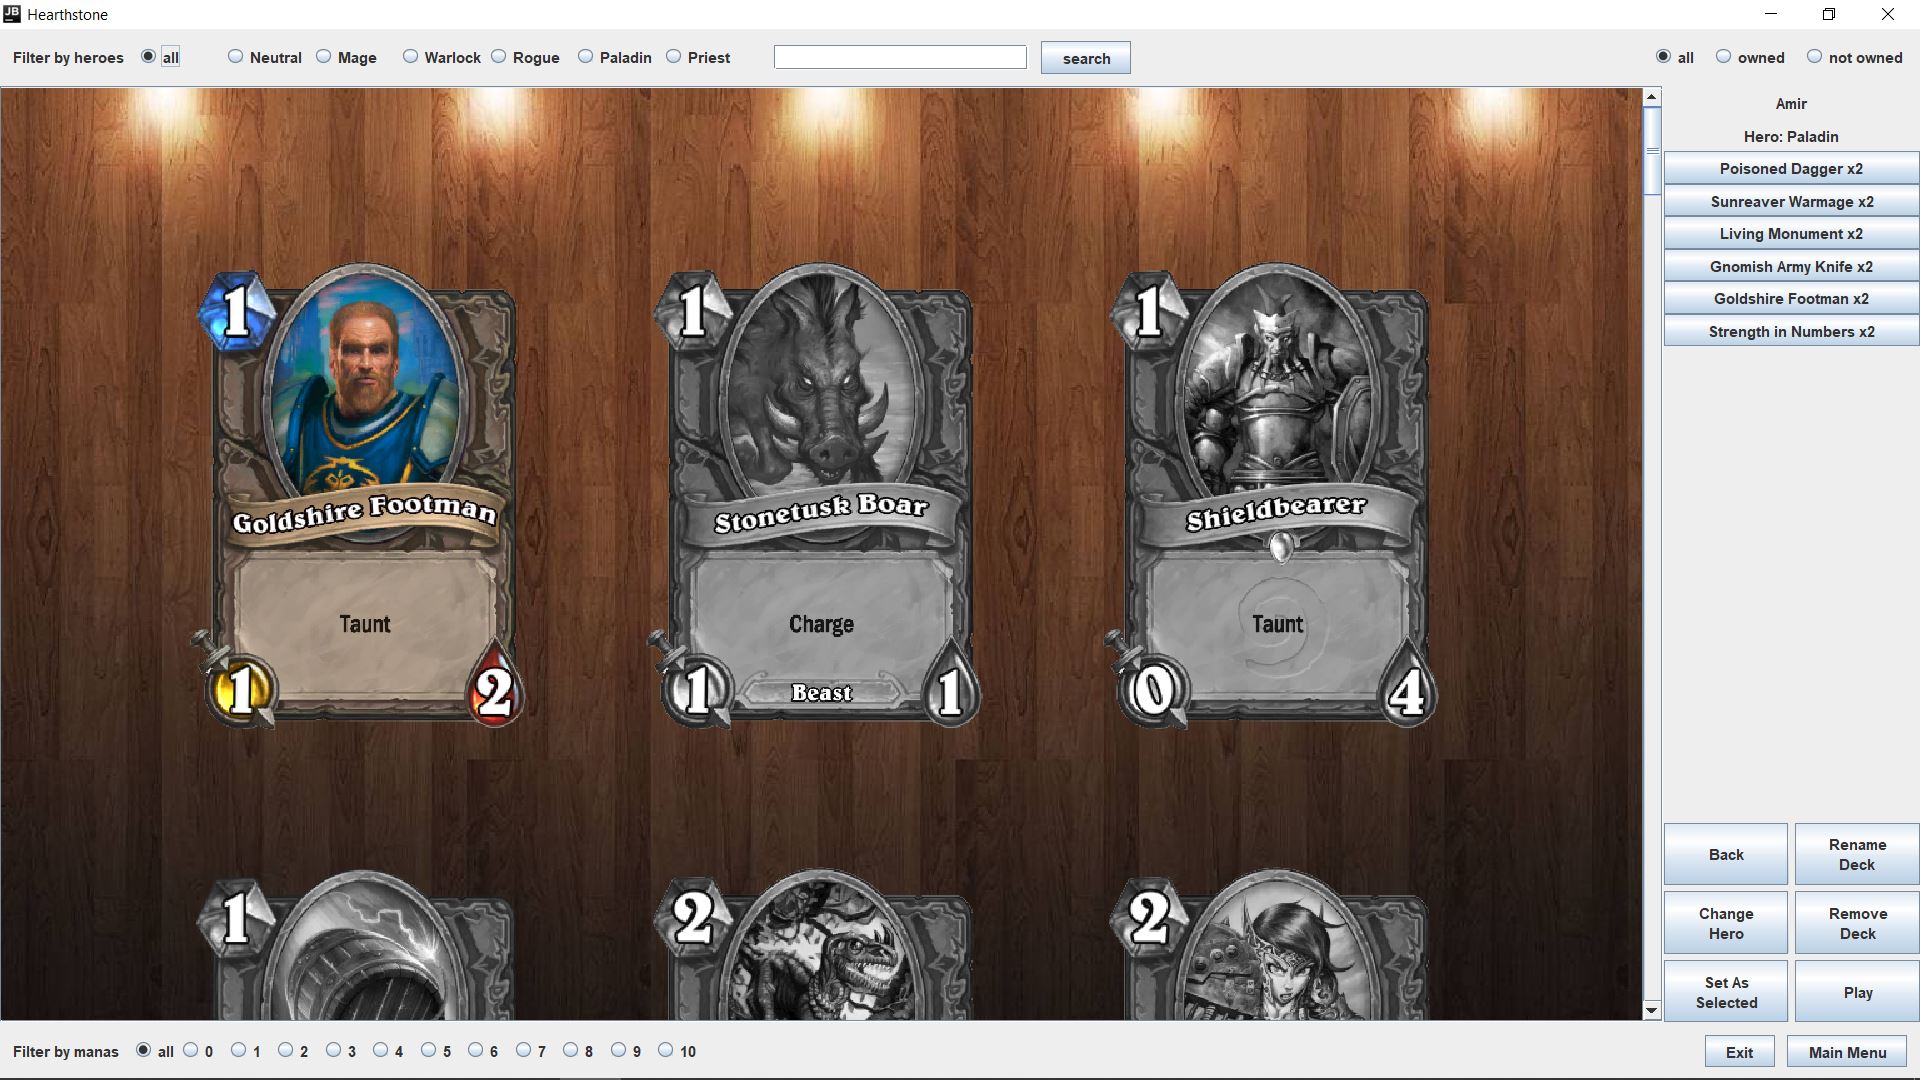 JB Hearthstone
Filter by heroes all Neutral Mage Warlock Rogue Paladin Priest search all owned not owned
Amir
Hero: Paladin
Poisoned Dagger x2
Sunreaver Warmage x2
Living Monument x2
Gnomish Army Knife x2
Goldshire Footman x2
Strength in Numbers x2
1
Goldshire Footman
Taunt
1 2
1
Stonetusk Boar
Charge
1 Beast 1
1
Shieldbearer
Taunt
0 4
1 2 2
Back
Rename
Deck
Change
Hero
Remove
Deck
Set As
Selected
Play
Filter by manas all 0 1 2 3 4 5 6 7 8 9 10
Exit Main Menu